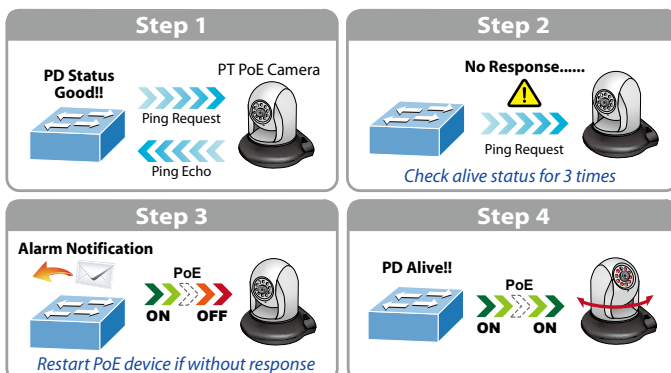 Step 1
PD Status
Good!!
PT PoE Camera
Ping Request
Ping Echo
Step 2
No Response......
Ping Request
Check alive status for 3 times
Step 3
Alarm Notification
PoE
ON OFF
Restart PoE device if without response
Step 4
PD Alive!!
PoE
ON ON